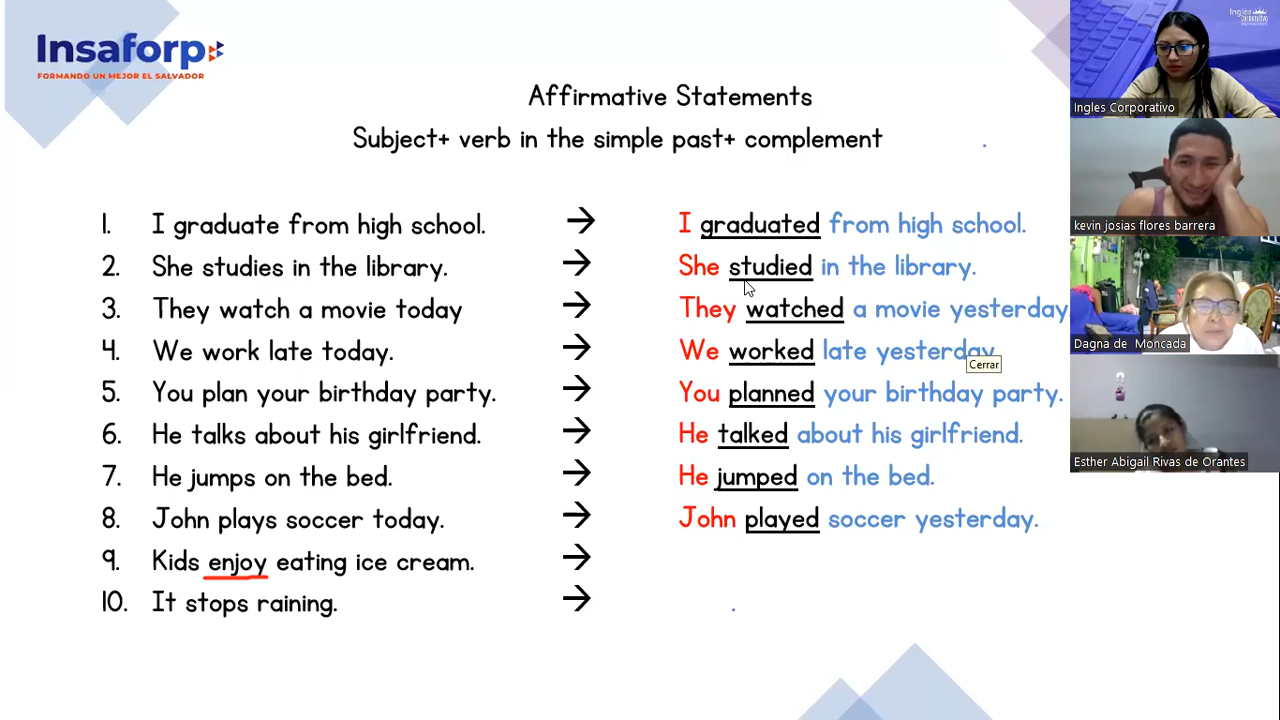 Insaforp
FORMANDO UN MEJOR EL SALVADOR
Affirmative Statements
Subject+ verb in the simple past+ complement
1. I graduate from high school. → I graduated from high school.
2. She studies in the library. → She studied in the library.
3. They watch a movie today → They watched a movie yesterday
4. We work late today. → We worked late yesterday.
Cerrar
5. You plan your birthday party. → You planned your birthday party.
6. He talks about his girlfriend. → He talked about his girlfriend.
7. He jumps on the bed. → He jumped on the bed.
8. John plays soccer today. → John played soccer yesterday.
9. Kids enjoy eating ice cream. →
10. It stops raining. →
Ingles
Corporativo
Ingles Corporativo
kevin josias flores barrera
Dagna de Moncada
Esther Abigail Rivas de Orantes